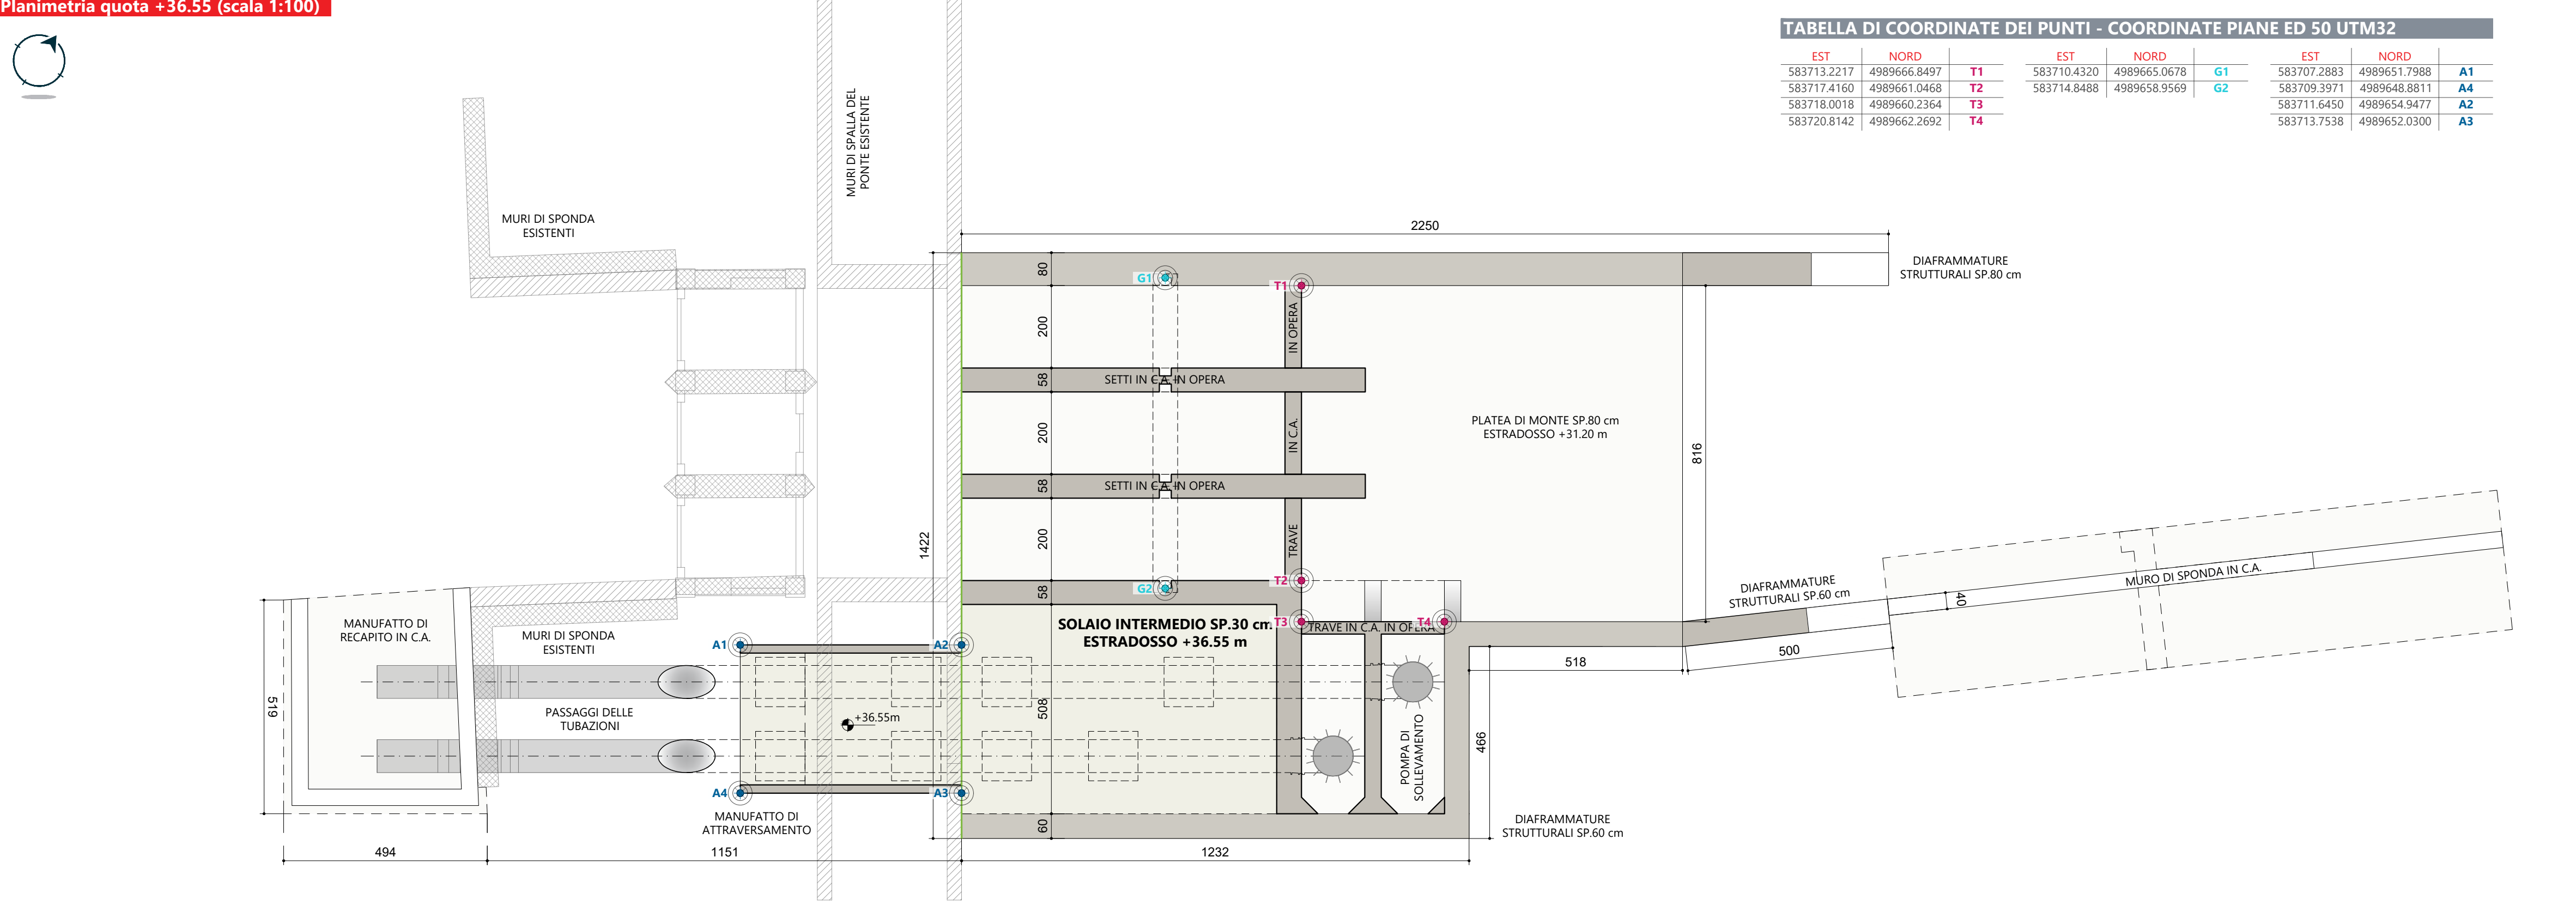 Planimetria quota +36.55 (scala 1:100)
TABELLA DI COORDINATE DEI PUNTI - COORDINATE PIANE ED 50 UTM32
EST NORD
583713.2217 4989666.8497 T1
583717.4160 4989661.0468 T2
583718.0018 4989660.2364 T3
583720.8142 4989662.2692 T4
EST NORD
583710.4320 4989665.0678 G1
583714.8488 4989658.9569 G2
EST NORD
583707.2883 4989651.7988 A1
583709.3971 4989648.8811 A4
583711.6450 4989654.9477 A2
583713.7538 4989652.0300 A3
MURI DI SPALLA DEL
PONTE ESISTENTE
MURI DI SPONDA
ESISTENTI
2250
DIAFRAMMATURE
STRUTTURALI SP.80 cm
80
G1
T1
200
IN OPERA
58
SETTI IN C.A. IN OPERA
200
IN C.A.
PLATEA DI MONTE SP.80 cm
ESTRADOSSO +31.20 m
816
58
SETTI IN C.A. IN OPERA
200
TRAVE
1422
58
G2
T2
DIAFRAMMATURE
STRUTTURALI SP.60 cm
MURO DI SPONDA IN C.A.
40
MANUFATTO DI
RECAPITO IN C.A.
MURI DI SPONDA
ESISTENTI
SOLAIO INTERMEDIO SP.30 cm
ESTRADOSSO +36.55 m
T3
TRAVE IN C.A. IN OPERA
T4
A1
A2
518
500
519
PASSAGGI DELLE
TUBAZIONI
+36.55m
508
POMPA DI
SOLLEVAMENTO
466
A4
A3
MANUFATTO DI
ATTRAVERSAMENTO
60
DIAFRAMMATURE
STRUTTURALI SP.60 cm
494
1151
1232